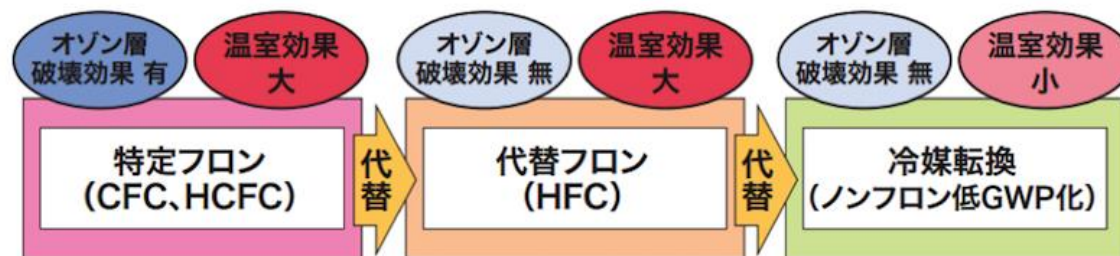 オゾン層
破壊効果 有
温室効果
大
特定フロン
(CFC、HCFC)
代替
オゾン層
破壊効果 無
温室効果
大
代替フロン
(HFC)
代替
オゾン層
破壊効果 無
温室効果
小
冷媒転換
(ノンフロン低GWP化)